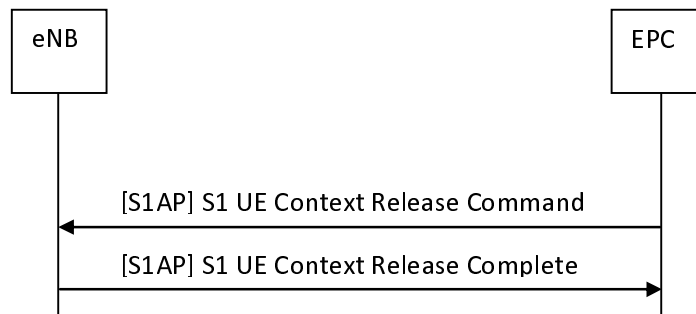 eNB
EPC
[S1AP] S1 UE Context Release Command
[S1AP] S1 UE Context Release Complete